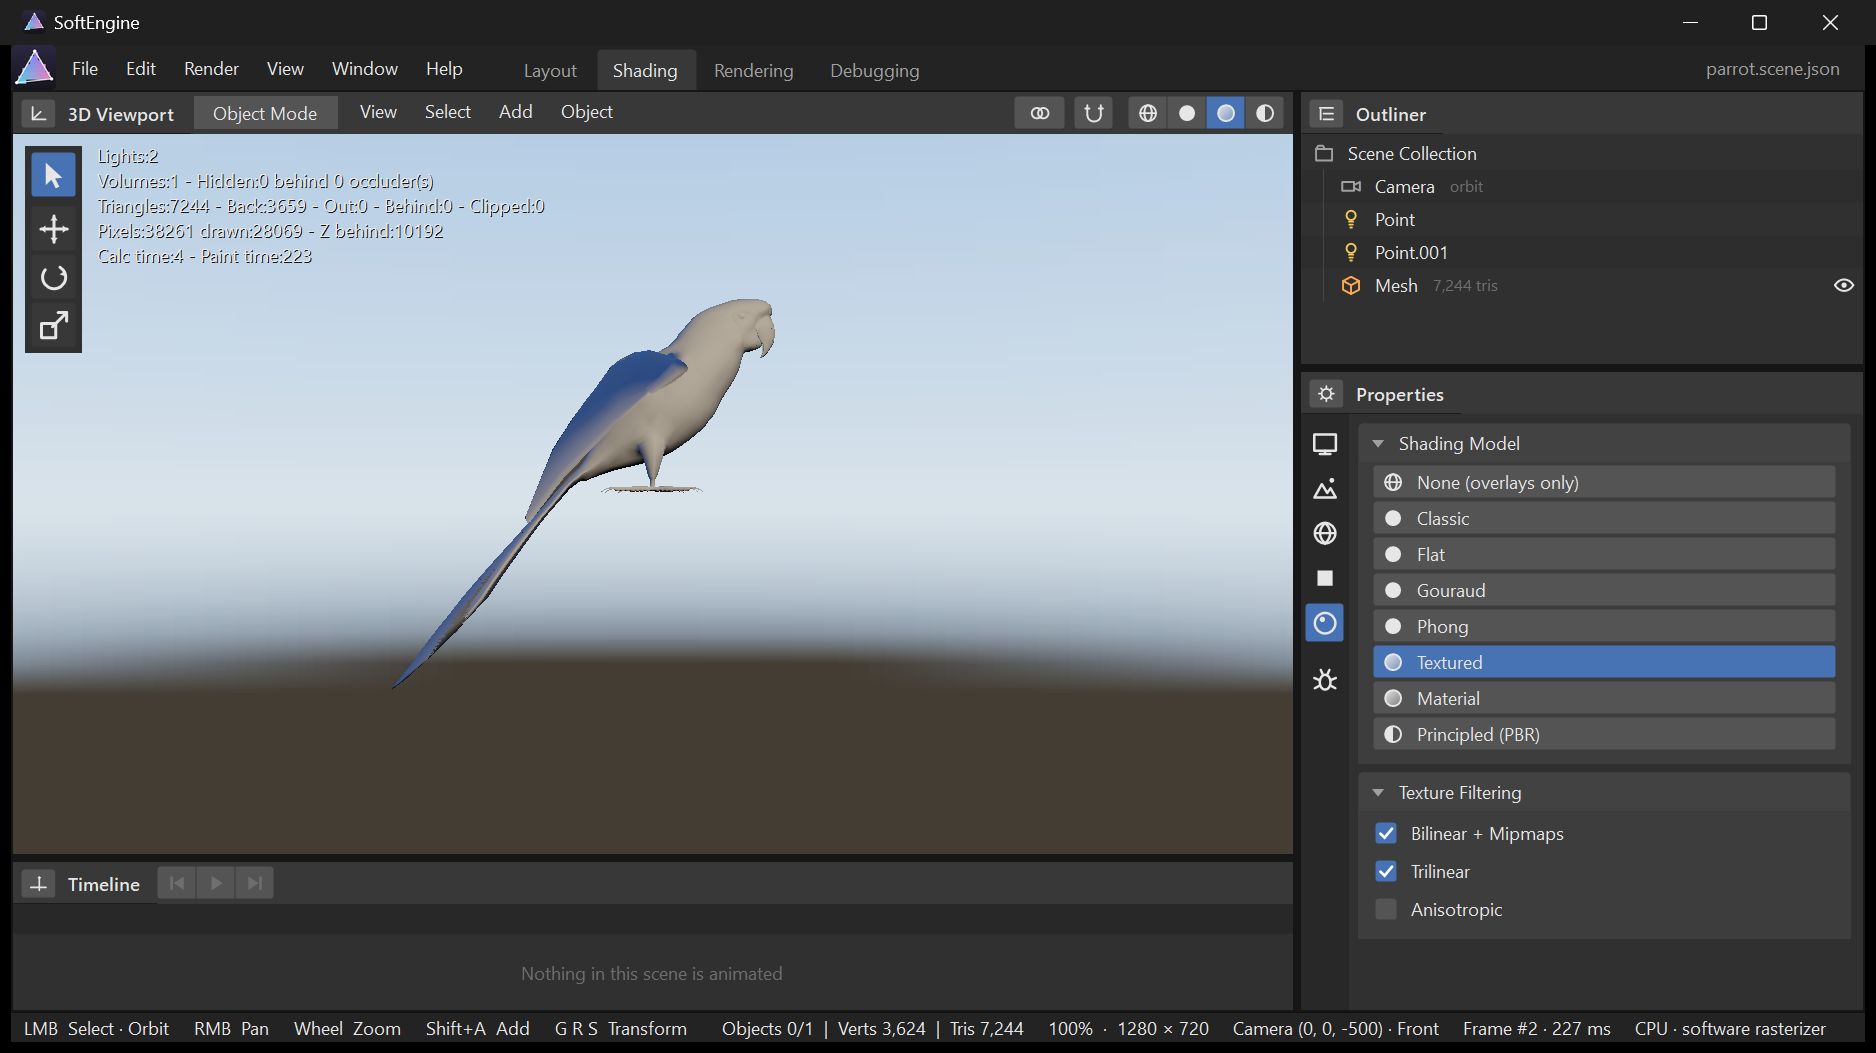 SoftEngine
File Edit Render View Window Help Layout Shading Rendering Debugging parrot.scene.json
3D Viewport Object Mode View Select Add Object
Lights:2
Volumes:1 - Hidden:0 behind 0 occluder(s)
Triangles:7244 - Back:3659 - Out:0 - Behind:0 - Clipped:0
Pixels:38261 drawn:28069 - Z behind:10192
Calc time:4 - Paint time:223
Outliner
Scene Collection
Camera orbit
Point
Point.001
Mesh 7,244 tris
Properties
Shading Model
None (overlays only)
Classic
Flat
Gouraud
Phong
Textured
Material
Principled (PBR)
Texture Filtering
Bilinear + Mipmaps
Trilinear
Anisotropic
Timeline
Nothing in this scene is animated
LMB Select · Orbit RMB Pan Wheel Zoom Shift+A Add G R S Transform Objects 0/1 | Verts 3,624 | Tris 7,244 100% · 1280 × 720 Camera (0, 0, -500) · Front Frame #2 · 227 ms CPU · software rasterizer